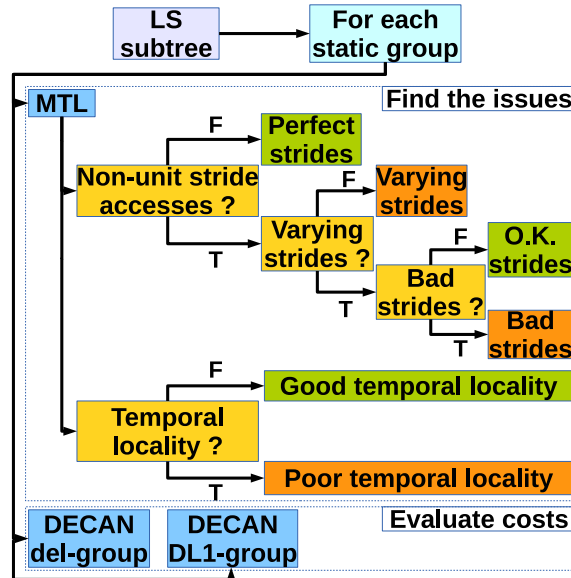 LS
subtree
For each
static group
MTL
Find the issues
F
Perfect
strides
Non-unit stride
accesses ?
T
F
Varying
strides
Varying
strides ?
T
F
O.K.
strides
Bad
strides ?
T
Bad
strides
F
Good temporal locality
Temporal
locality ?
T
Poor temporal locality
DECAN
del-group
DECAN
DL1-group
Evaluate costs